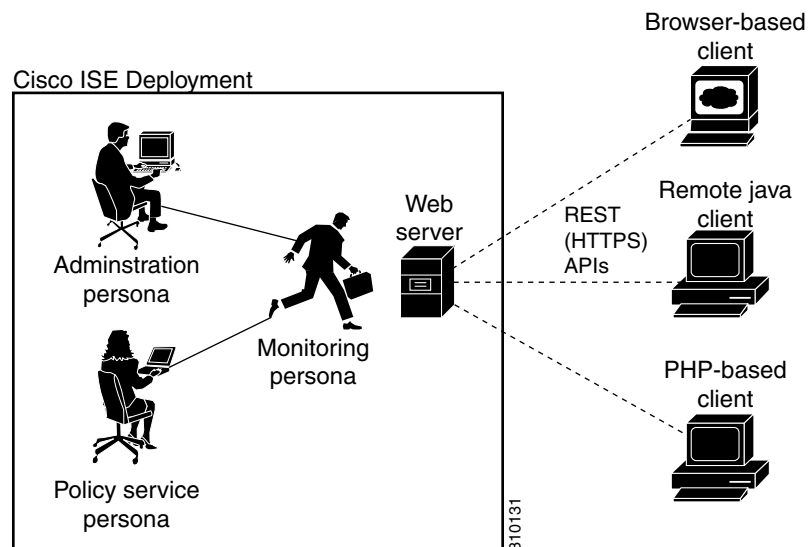 Browser-based
client
Cisco ISE Deployment
Web
server
REST
(HTTPS)
APIs
Remote java
client
Adminstration
persona
Monitoring
persona
PHP-based
client
Policy service
persona
310131